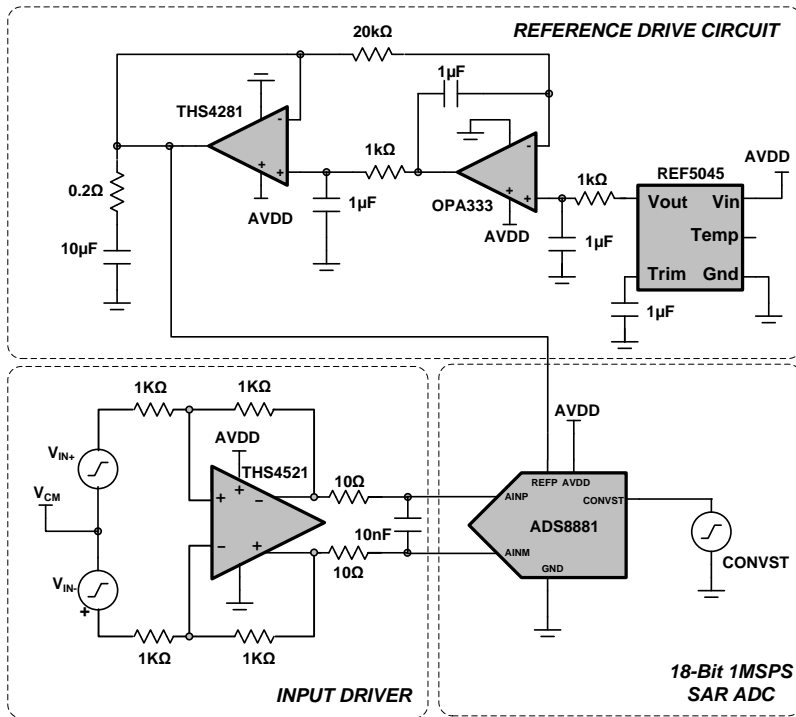 REFERENCE DRIVE CIRCUIT
20kΩ
1µF
THS4281
-
+
+
AVDD
1kΩ
1µF
-
+
+
OPA333
AVDD
1kΩ
1µF
REF5045
AVDD
Vout
Vin
Temp
Trim
Gnd
1µF
0.2Ω
10µF
1KΩ
1KΩ
AVDD
THS4521
VIN+
VCM
VIN-
+
+
+
−
−
+
10Ω
10nF
10Ω
1KΩ
1KΩ
INPUT DRIVER
AVDD
REFP
AVDD
CONVST
AINP
ADS8881
AINM
GND
CONVST
18-Bit 1MSPS
SAR ADC